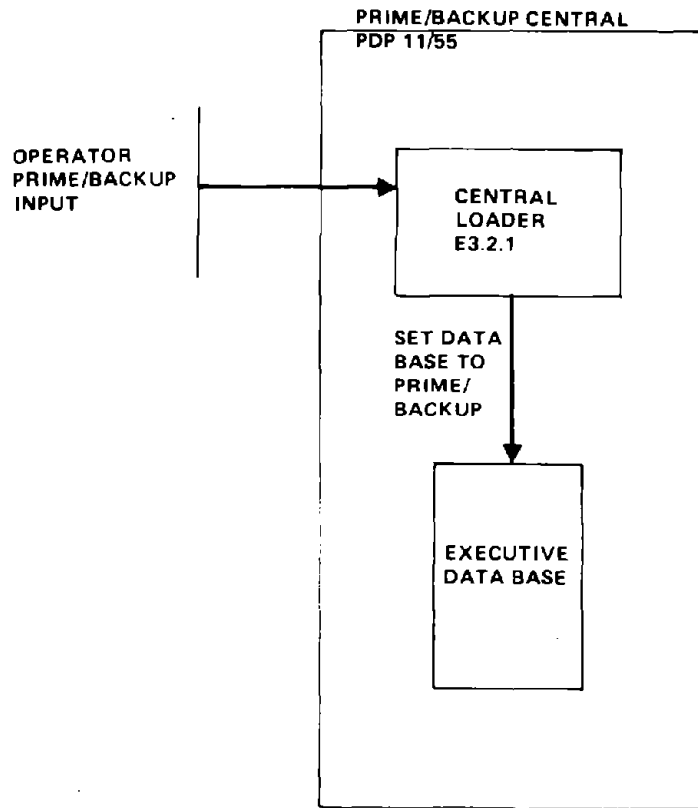 PRIME/BACKUP CENTRAL
PDP 11/55
OPERATOR
PRIME/BACKUP
INPUT
CENTRAL
LOADER
E3.2.1
SET DATA
BASE TO
PRIME/
BACKUP
EXECUTIVE
DATA BASE